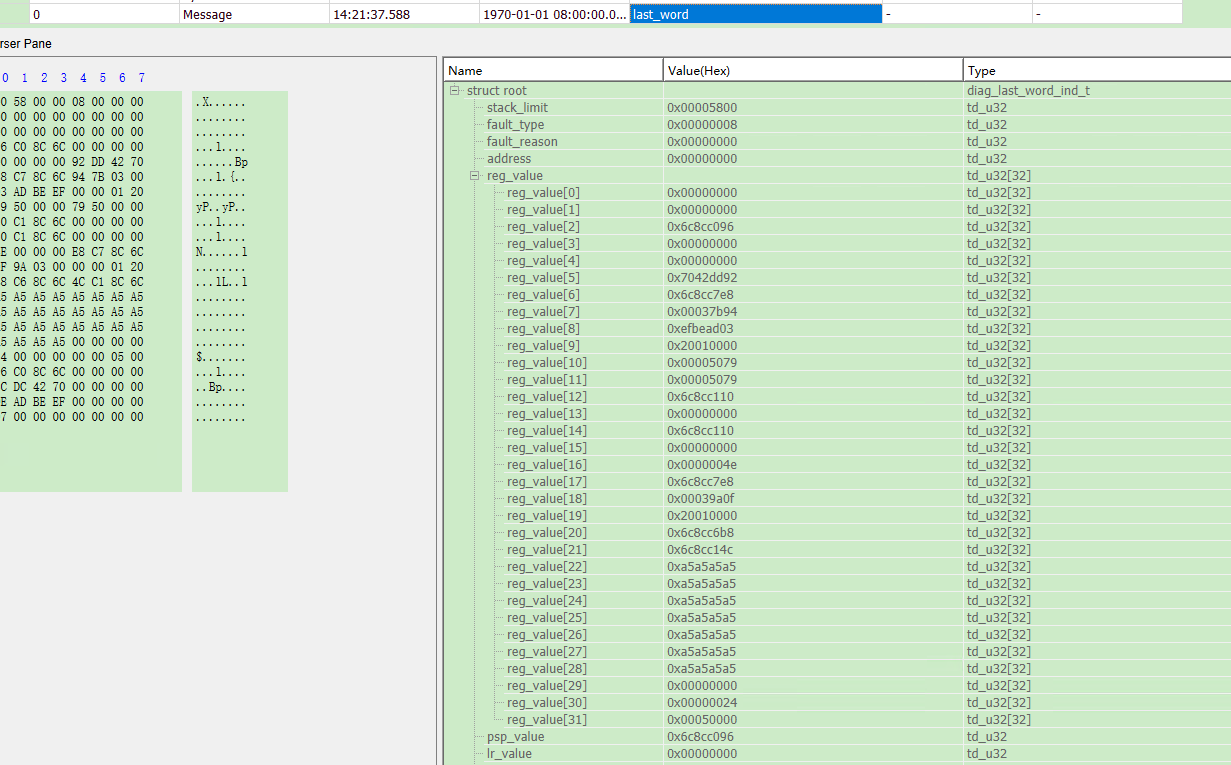 0 Message 14:21:37.588 1970-01-01 08:00:00.0... last_word - -
rser Pane
0 1 2 3 4 5 6 7
0 58 00 00 08 00 00 00 .X......
00 00 00 00 00 00 00 ........
00 00 00 00 00 00 00 ........
6 C0 8C 6C 00 00 00 00 ...l....
0 00 00 00 92 DD 42 70 ......Bp
8 C7 8C 6C 94 7B 03 00 ...l.{..
3 AD BE EF 00 00 01 20 .......
9 50 00 00 79 50 00 00 yP..yP..
0 C1 8C 6C 00 00 00 00 ...l....
0 C1 8C 6C 00 00 00 00 ...l....
E 00 00 00 E8 C7 8C 6C N......l
F 9A 03 00 00 00 01 20 .......
8 C6 8C 6C 4C C1 8C 6C ...lL..l
5 A5 A5 A5 A5 A5 A5 A5 ........
5 A5 A5 A5 A5 A5 A5 A5 ........
5 A5 A5 A5 A5 A5 A5 A5 ........
5 A5 A5 A5 00 00 00 00 ........
4 00 00 00 00 00 05 00 $.......
6 C0 8C 6C 00 00 00 00 ...l....
C DC 42 70 00 00 00 00 ..Bp....
E AD BE EF 00 00 00 00 ........
7 00 00 00 00 00 00 00 ........
Name Value(Hex) Type
struct root diag_last_word_ind_t
stack_limit 0x00005800 td_u32
fault_type 0x00000008 td_u32
fault_reason 0x00000000 td_u32
address 0x00000000 td_u32
reg_value td_u32[32]
reg_value[0] 0x00000000 td_u32[32]
reg_value[1] 0x00000000 td_u32[32]
reg_value[2] 0x6c8cc096 td_u32[32]
reg_value[3] 0x00000000 td_u32[32]
reg_value[4] 0x00000000 td_u32[32]
reg_value[5] 0x7042dd92 td_u32[32]
reg_value[6] 0x6c8cc7e8 td_u32[32]
reg_value[7] 0x00037b94 td_u32[32]
reg_value[8] 0xefbead03 td_u32[32]
reg_value[9] 0x20010000 td_u32[32]
reg_value[10] 0x00005079 td_u32[32]
reg_value[11] 0x00005079 td_u32[32]
reg_value[12] 0x6c8cc110 td_u32[32]
reg_value[13] 0x00000000 td_u32[32]
reg_value[14] 0x6c8cc110 td_u32[32]
reg_value[15] 0x00000000 td_u32[32]
reg_value[16] 0x0000004e td_u32[32]
reg_value[17] 0x6c8cc7e8 td_u32[32]
reg_value[18] 0x00039a0f td_u32[32]
reg_value[19] 0x20010000 td_u32[32]
reg_value[20] 0x6c8cc6b8 td_u32[32]
reg_value[21] 0x6c8cc14c td_u32[32]
reg_value[22] 0xa5a5a5a5 td_u32[32]
reg_value[23] 0xa5a5a5a5 td_u32[32]
reg_value[24] 0xa5a5a5a5 td_u32[32]
reg_value[25] 0xa5a5a5a5 td_u32[32]
reg_value[26] 0xa5a5a5a5 td_u32[32]
reg_value[27] 0xa5a5a5a5 td_u32[32]
reg_value[28] 0xa5a5a5a5 td_u32[32]
reg_value[29] 0x00000000 td_u32[32]
reg_value[30] 0x00000024 td_u32[32]
reg_value[31] 0x00050000 td_u32[32]
psp_value 0x6c8cc096 td_u32
lr_value 0x00000000 td_u32